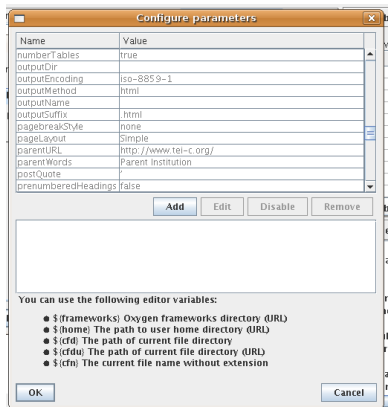 Configure parameters
Name Value
numberTables true
outputDir
outputEncoding iso-8859-1
outputMethod html
outputName
outputSuffix .html
pagebreakStyle none
pageLayout Simple
parentURL http://www.tei-c.org/
parentWords Parent Institution
postQuote '
prenumberedHeadings false
Add Edit Disable Remove
You can use the following editor variables:
● ${frameworks} Oxygen frameworks directory (URL)
● ${home} The path to user home directory (URL)
● ${cfd} The path of current file directory
● ${cfdu} The path of current file directory (URL)
● ${cfn} The current file name without extension
OK Cancel